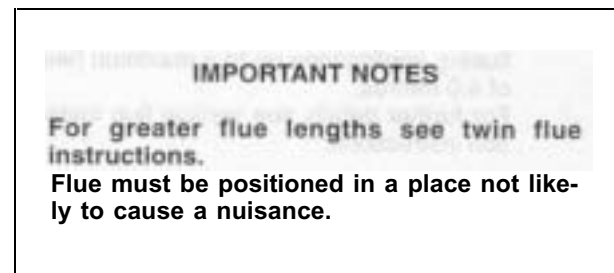 IMPORTANT NOTES
For greater flue lengths see twin flue
instructions.
Flue must be positioned in a place not like-
ly to cause a nuisance.